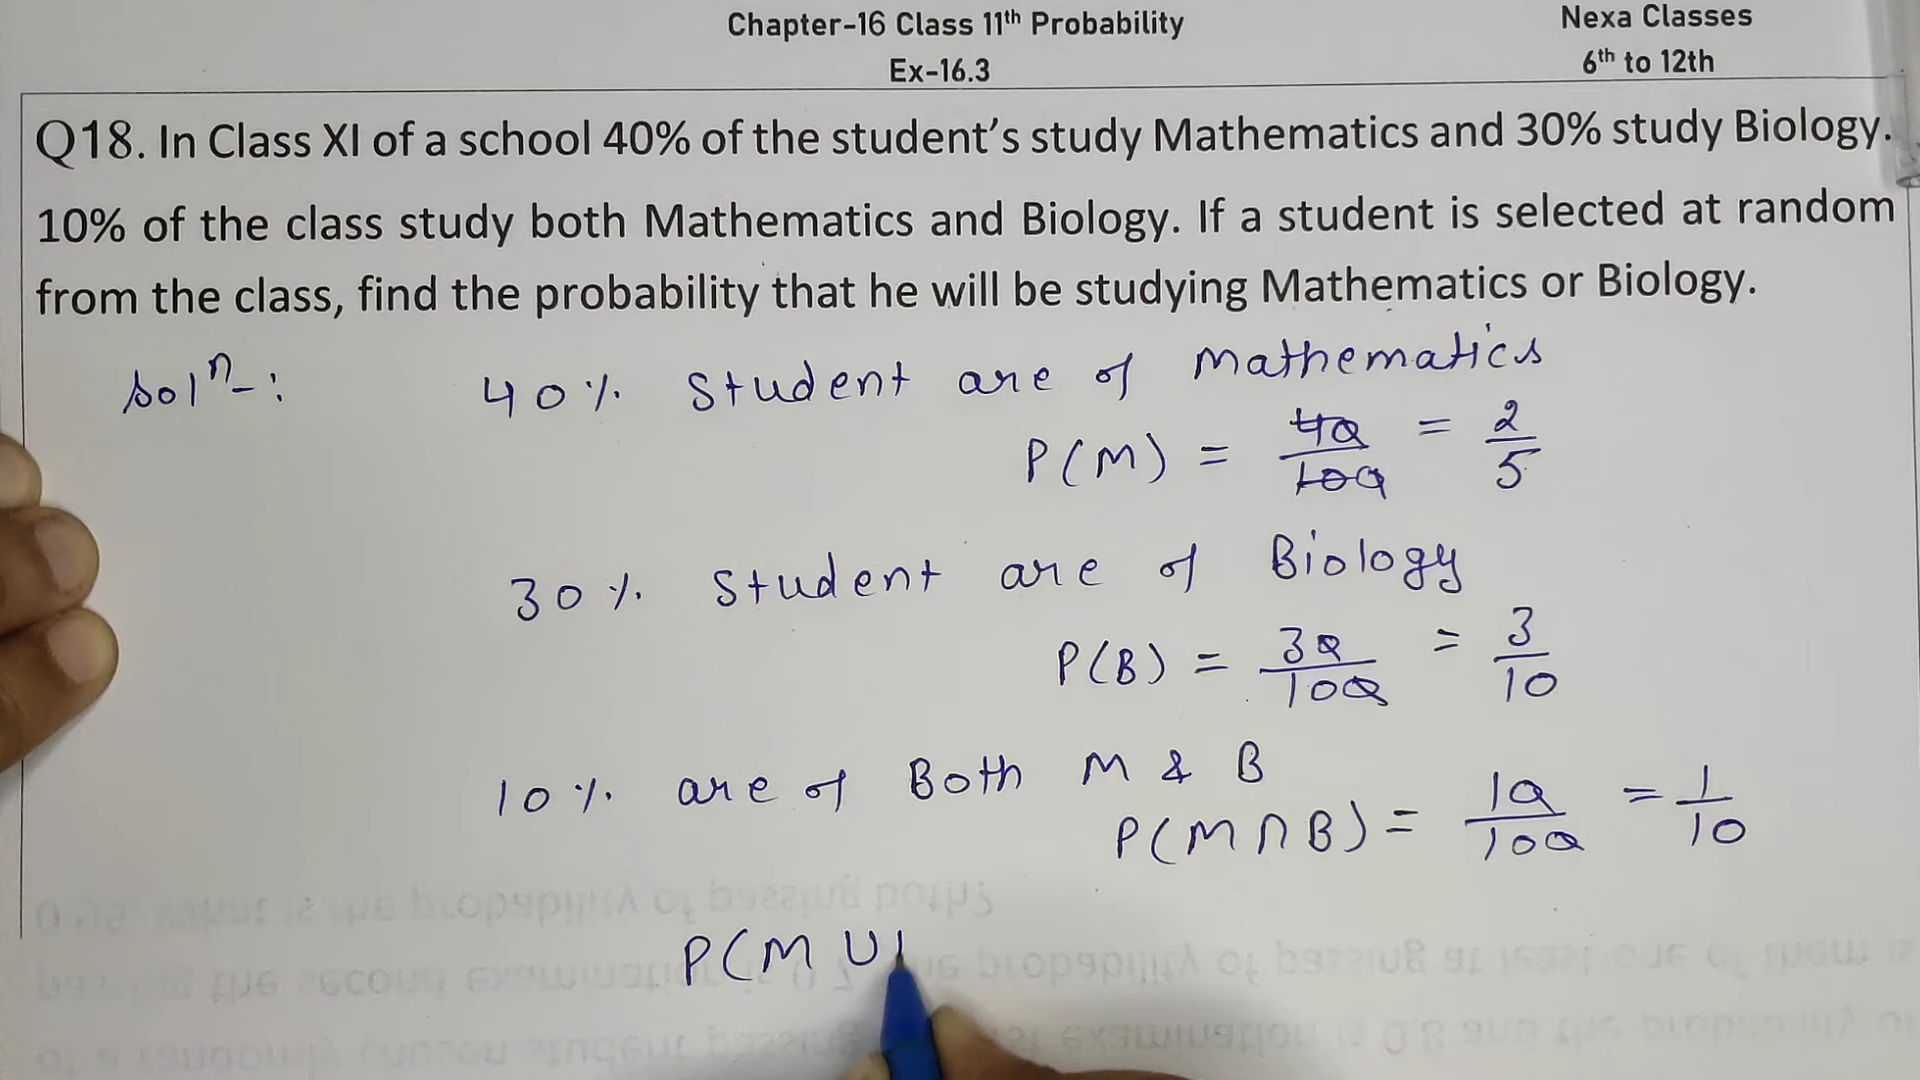 Chapter-16 Class 11th Probability
Ex-16.3
Nexa Classes
6th to 12th
Q18. In Class XI of a school 40% of the student’s study Mathematics and 30% study Biology.
10% of the class study both Mathematics and Biology. If a student is selected at random
from the class, find the probability that he will be studying Mathematics or Biology.
Solⁿ-: 40% Student are of Mathematics
P(M) = 40/100 = 2/5
30% Student are of Biology
P(B) = 30/100 = 3/10
10% are of Both M & B
P(M ∩ B) = 10/100 = 1/10
P(M ∪